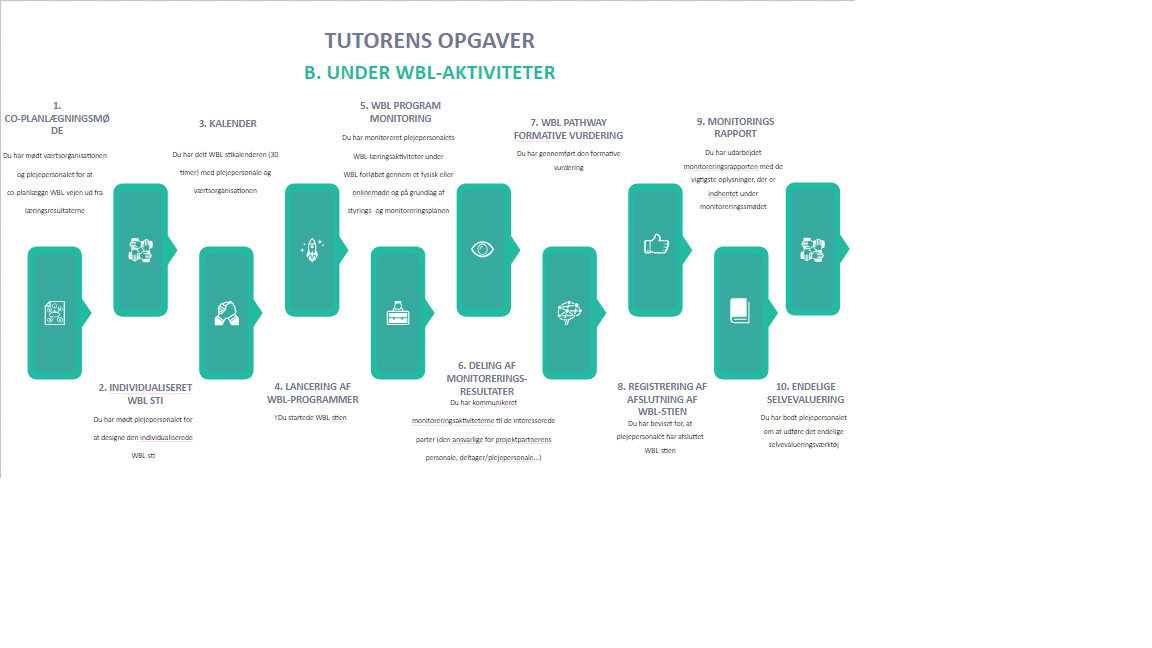 TUTORENS OPGAVER
B. UNDER WBL-AKTIVITETER
1.
CO-PLANLÆGNINGSMØ
DE
Du har mødt værtsorganisationen
og plejepersonalet for at
co-planlægge WBL vejen ud fra
læringsresultaterne
2. INDIVIDUALISERET
WBL STI
Du har mødt plejepersonalet for
at designe den individualiserede
WBL sti
3. KALENDER
Du har delt WBL stikalenderen (30
timer) med plejepersonale og
værtsorganisationen
4. LANCERING AF
WBL-PROGRAMMER
YDu startede WBL stien
5. WBL PROGRAM
MONITORING
Du har monitoreret plejepersonalets
WBL læringsaktiviteter under
WBL forløbet gennem et fysisk eller
onlinemøde og på grundlag af
styrings- og monitoreringsplanen
6. DELING AF
MONITORERINGS-
RESULTATER
Du har kommunikeret
monitoreringsaktiviteterne til de interesserede
parter (den ansvarlige for projektpartnerens
personale, deltager/plejepersonale...)
7. WBL PATHWAY
FORMATIVE VURDERING
Du har gennemført den formative
vurdering
8. REGISTRERING AF
AFSLUTNING AF
WBL-STIEN
Du har beviset for, at
plejepersonalet har afsluttet
WBL stien
9. MONITORINGS
RAPPORT
Du har udarbejdet
monitoreringsrapporten med de
vigtigste oplysninger, der er
indhentet under
monitoreringssmødet
10. ENDELIGE
SELVEVALUERING
Du har bedt plejepersonalet
om at udføre det endelige
selvevalueringsværktøj